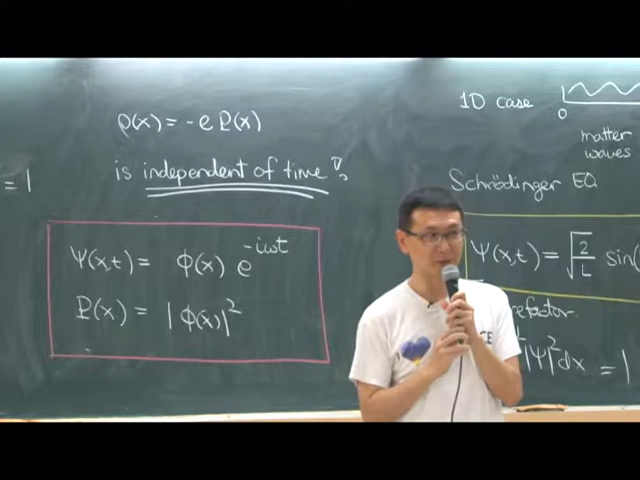 ρ(x) = -e P(x)
is independent of time !
= 1
Ψ(x,t) = φ(x) e^{-iωt}
P(x) = |φ(x)|^2
1D case
0
matter
waves
Schrödinger EQ
Ψ(x,t) = √(2/L) sin(
refactor
|Ψ|^2 dx = 1